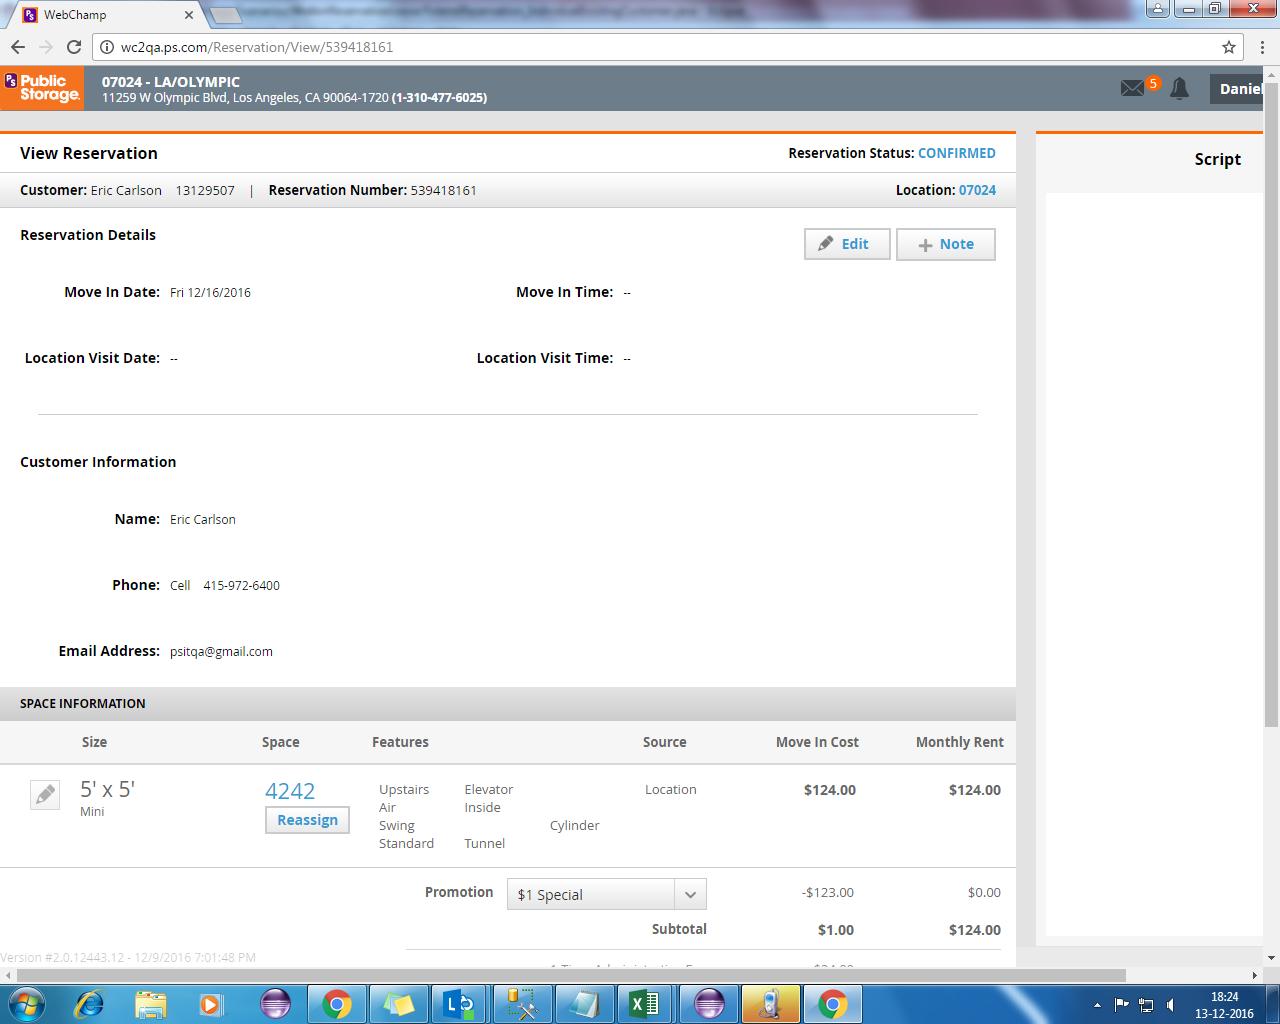 WebChamp
wc2qa.ps.com/Reservation/View/539418161
PS Public Storage
07024 - LA/OLYMPIC
11259 W Olympic Blvd, Los Angeles, CA 90064-1720 (1-310-477-6025)
5
Daniel
View Reservation
Reservation Status: CONFIRMED
Script
Customer: Eric Carlson 13129507 | Reservation Number: 539418161
Location: 07024
Reservation Details
Edit
Note
Move In Date: Fri 12/16/2016
Move In Time: --
Location Visit Date: --
Location Visit Time: --
Customer Information
Name: Eric Carlson
Phone: Cell 415-972-6400
Email Address: psitqa@gmail.com
SPACE INFORMATION
Size Space Features Source Move In Cost Monthly Rent
5' x 5' 4242 Upstairs Elevator Location $124.00 $124.00
Mini Air Inside
Reassign Swing Cylinder
Standard Tunnel
Promotion $1 Special -$123.00 $0.00
Subtotal $1.00 $124.00
Version #2.0.12443.12 - 12/9/2016 7:01:48 PM
18:24
13-12-2016